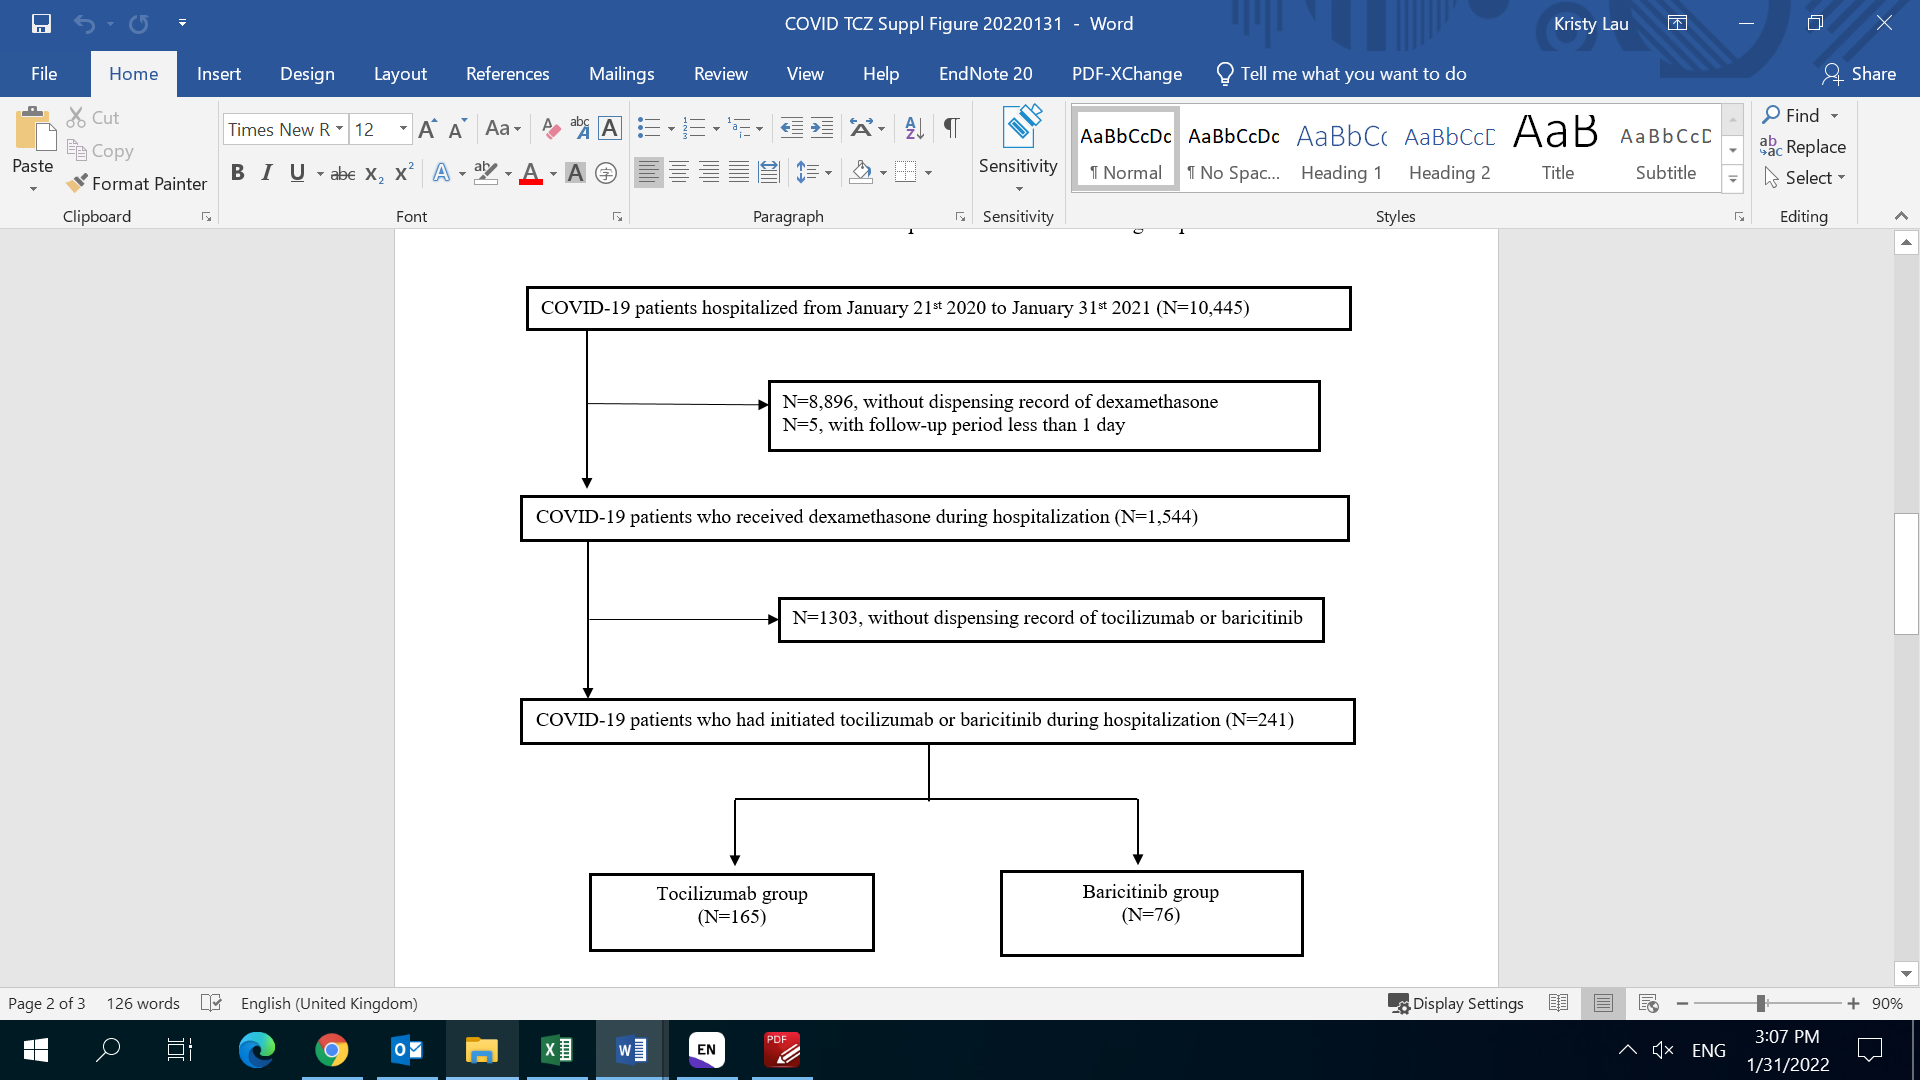 COVID TCZ Suppl Figure 20220131 - Word
Kristy Lau
File Home Insert Design Layout References Mailings Review View Help EndNote 20 PDF-XChange Tell me what you want to do Share
Paste
Cut
Copy
Format Painter
Clipboard
Times New R 12
Font
Paragraph
Sensitivity
Sensitivity
AaBbCcDc AaBbCcDc AaBbCc AaBbCcD AaB AaBbCcD
¶ Normal ¶ No Spac... Heading 1 Heading 2 Title Subtitle
Styles
Find
Replace
Select
Editing
COVID-19 patients hospitalized from January 21st 2020 to January 31st 2021 (N=10,445)
N=8,896, without dispensing record of dexamethasone
N=5, with follow-up period less than 1 day
COVID-19 patients who received dexamethasone during hospitalization (N=1,544)
N=1303, without dispensing record of tocilizumab or baricitinib
COVID-19 patients who had initiated tocilizumab or baricitinib during hospitalization (N=241)
Tocilizumab group
(N=165)
Baricitinib group
(N=76)
Page 2 of 3 126 words English (United Kingdom) Display Settings 90%
EN
PDF
ENG
3:07 PM
1/31/2022